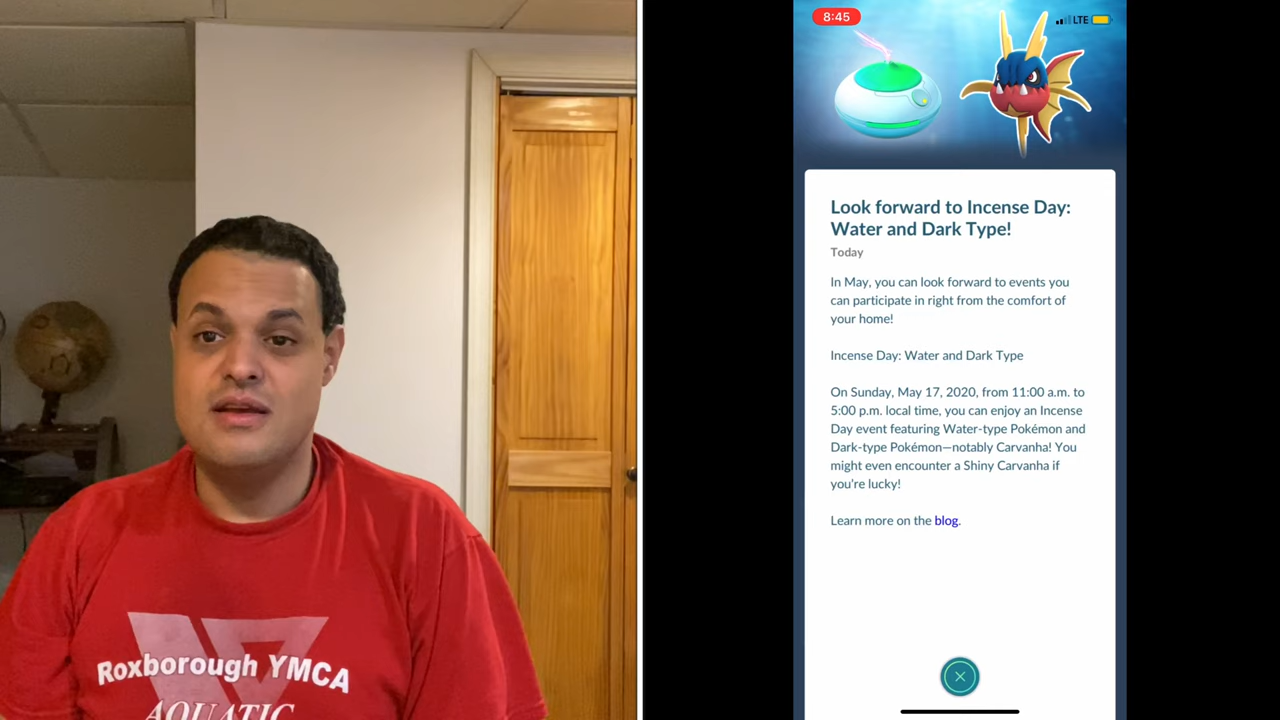 Roxborough YMCA
AQUATIC
8:45
LTE
Look forward to Incense Day:
Water and Dark Type!
Today
In May, you can look forward to events you
can participate in right from the comfort of
your home!
Incense Day: Water and Dark Type
On Sunday, May 17, 2020, from 11:00 a.m. to
5:00 p.m. local time, you can enjoy an Incense
Day event featuring Water-type Pokémon and
Dark-type Pokémon—notably Carvanha! You
might even encounter a Shiny Carvanha if
you're lucky!
Learn more on the blog.